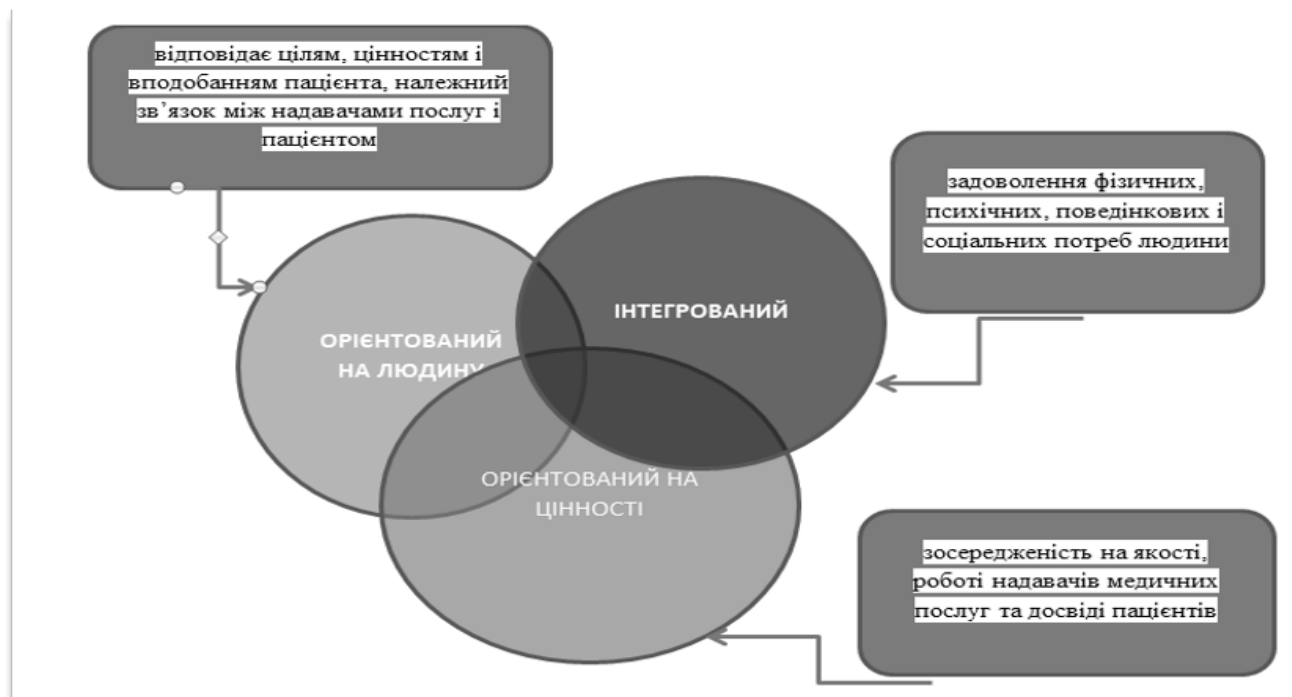 відповідає цілям, цінностям і
вподобанням пацієнта, належний
зв’язок між надавачами послуг і
пацієнтом
задоволення фізичних,
психічних, поведінкових і
соціальних потреб людини
ІНТЕГРОВАНИЙ
ОРІЄНТОВАНИЙ
НА ЛЮДИНУ
ОРІЄНТОВАНИЙ НА
ЦІННОСТІ
зосередженість на якості,
роботі надавачів медичних
послуг та досвіді пацієнтів